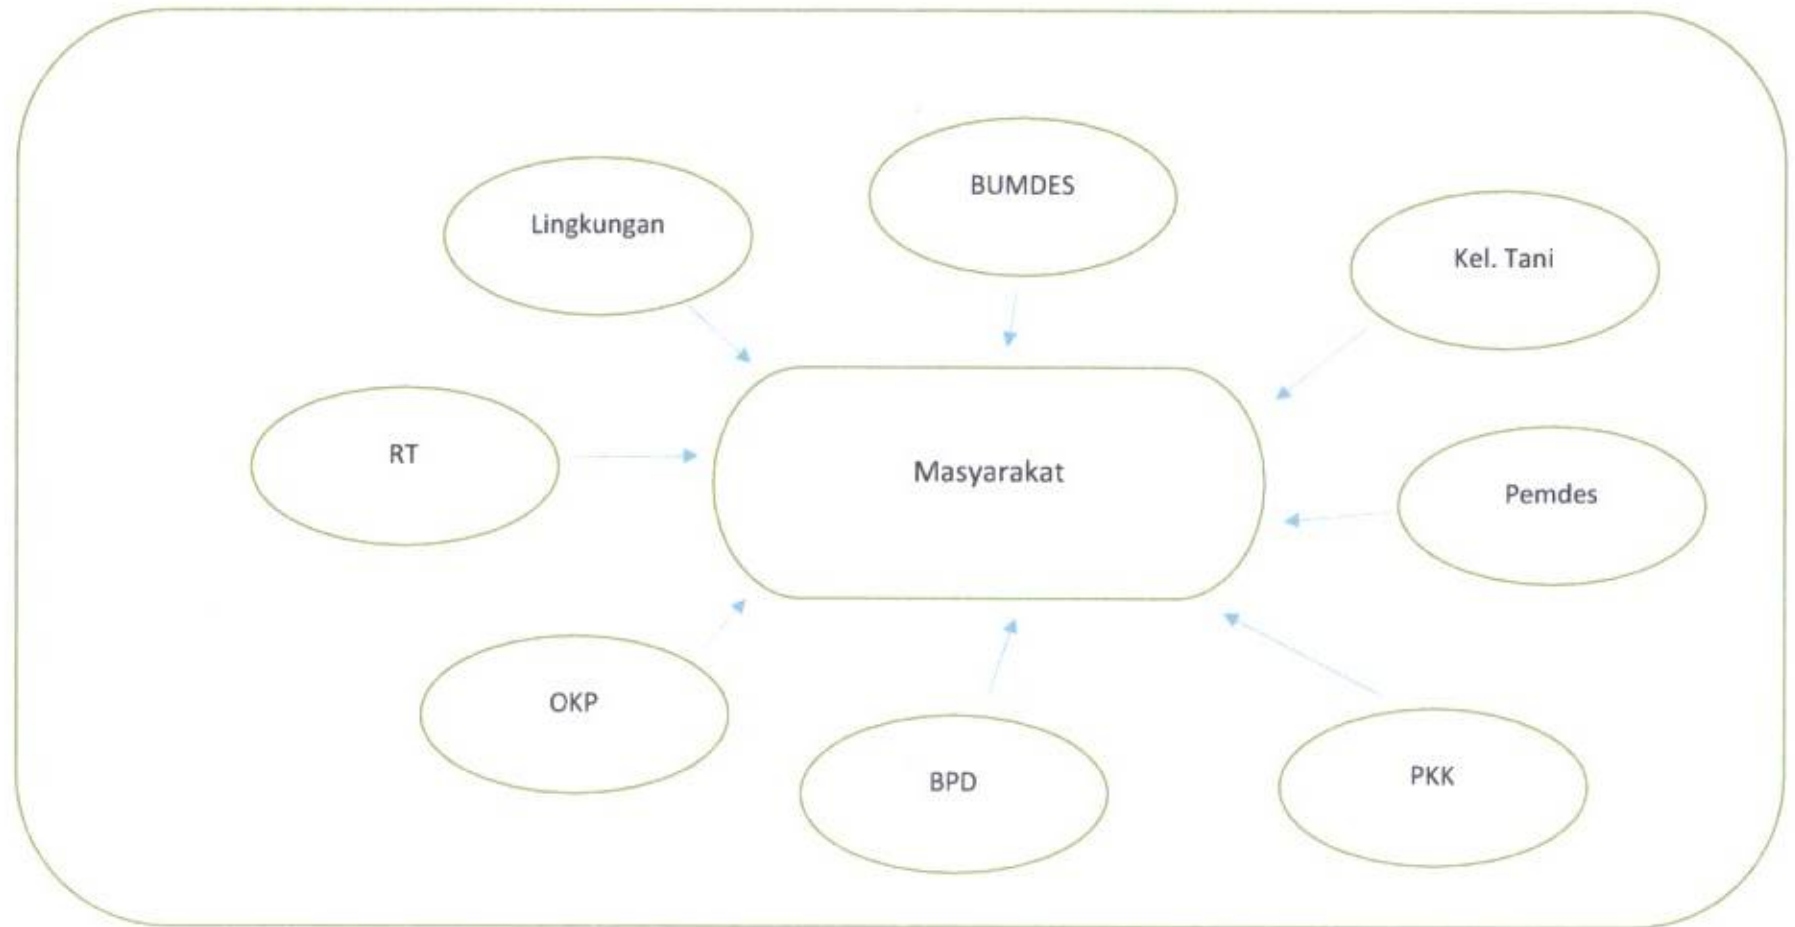 BUMDES
Lingkungan
Kel. Tani
RT
Masyarakat
Pemdes
OKP
BPD
PKK